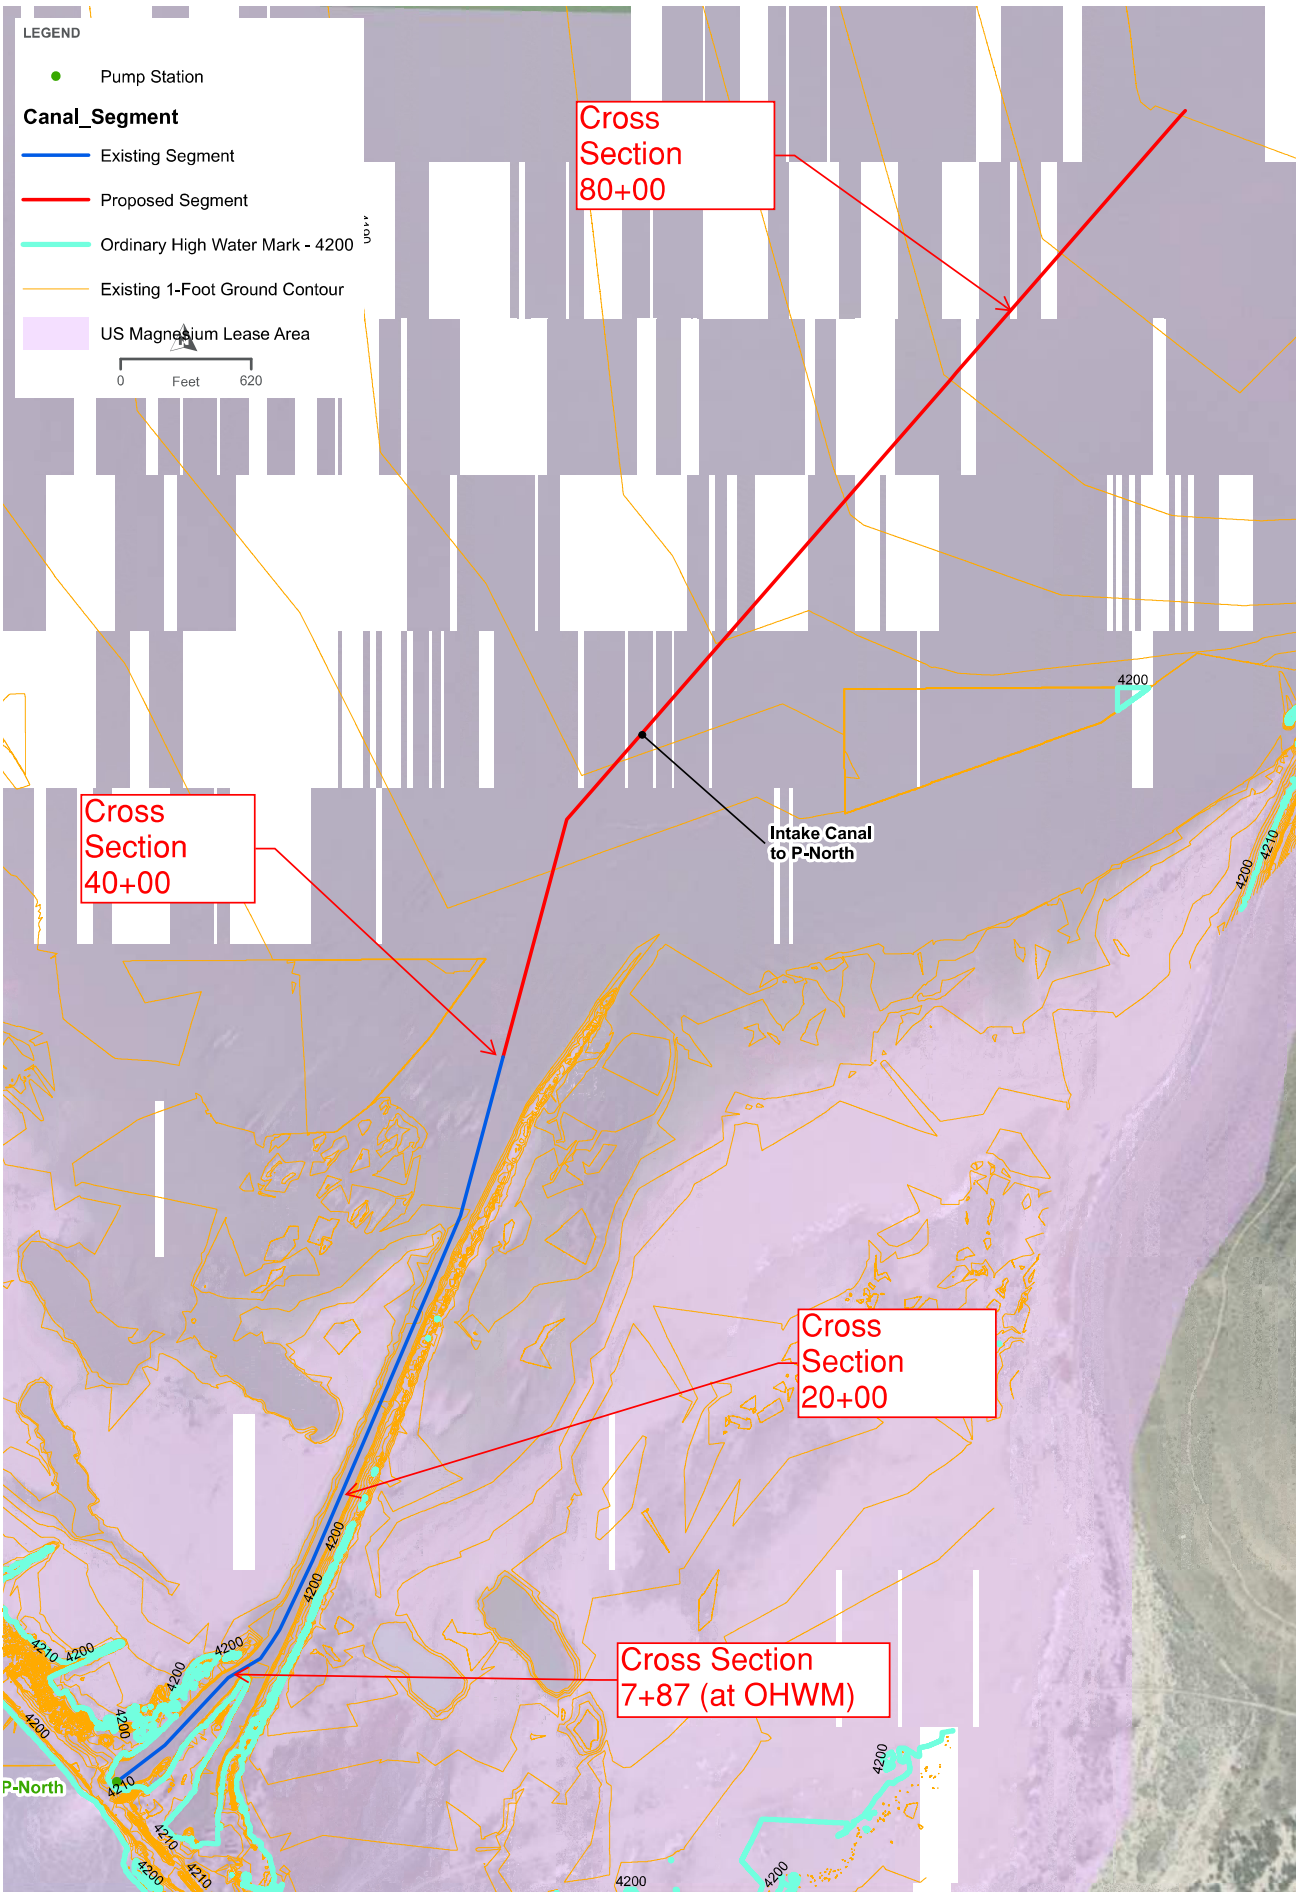 LEGEND
Pump Station
Canal_Segment
Existing Segment
Proposed Segment
Ordinary High Water Mark - 4200
Existing 1-Foot Ground Contour
US Magnesium Lease Area
N
0
Feet
620
4190
Cross
Section
80+00
4200
Cross
Section
40+00
Intake Canal
to P-North
4200
4210
Cross
Section
20+00
4200
4200
Cross Section
7+87 (at OHWM)
4210
4200
4200
4200
4200
4200
P-North
4210
4210
4200
4210
4200
4200
4200